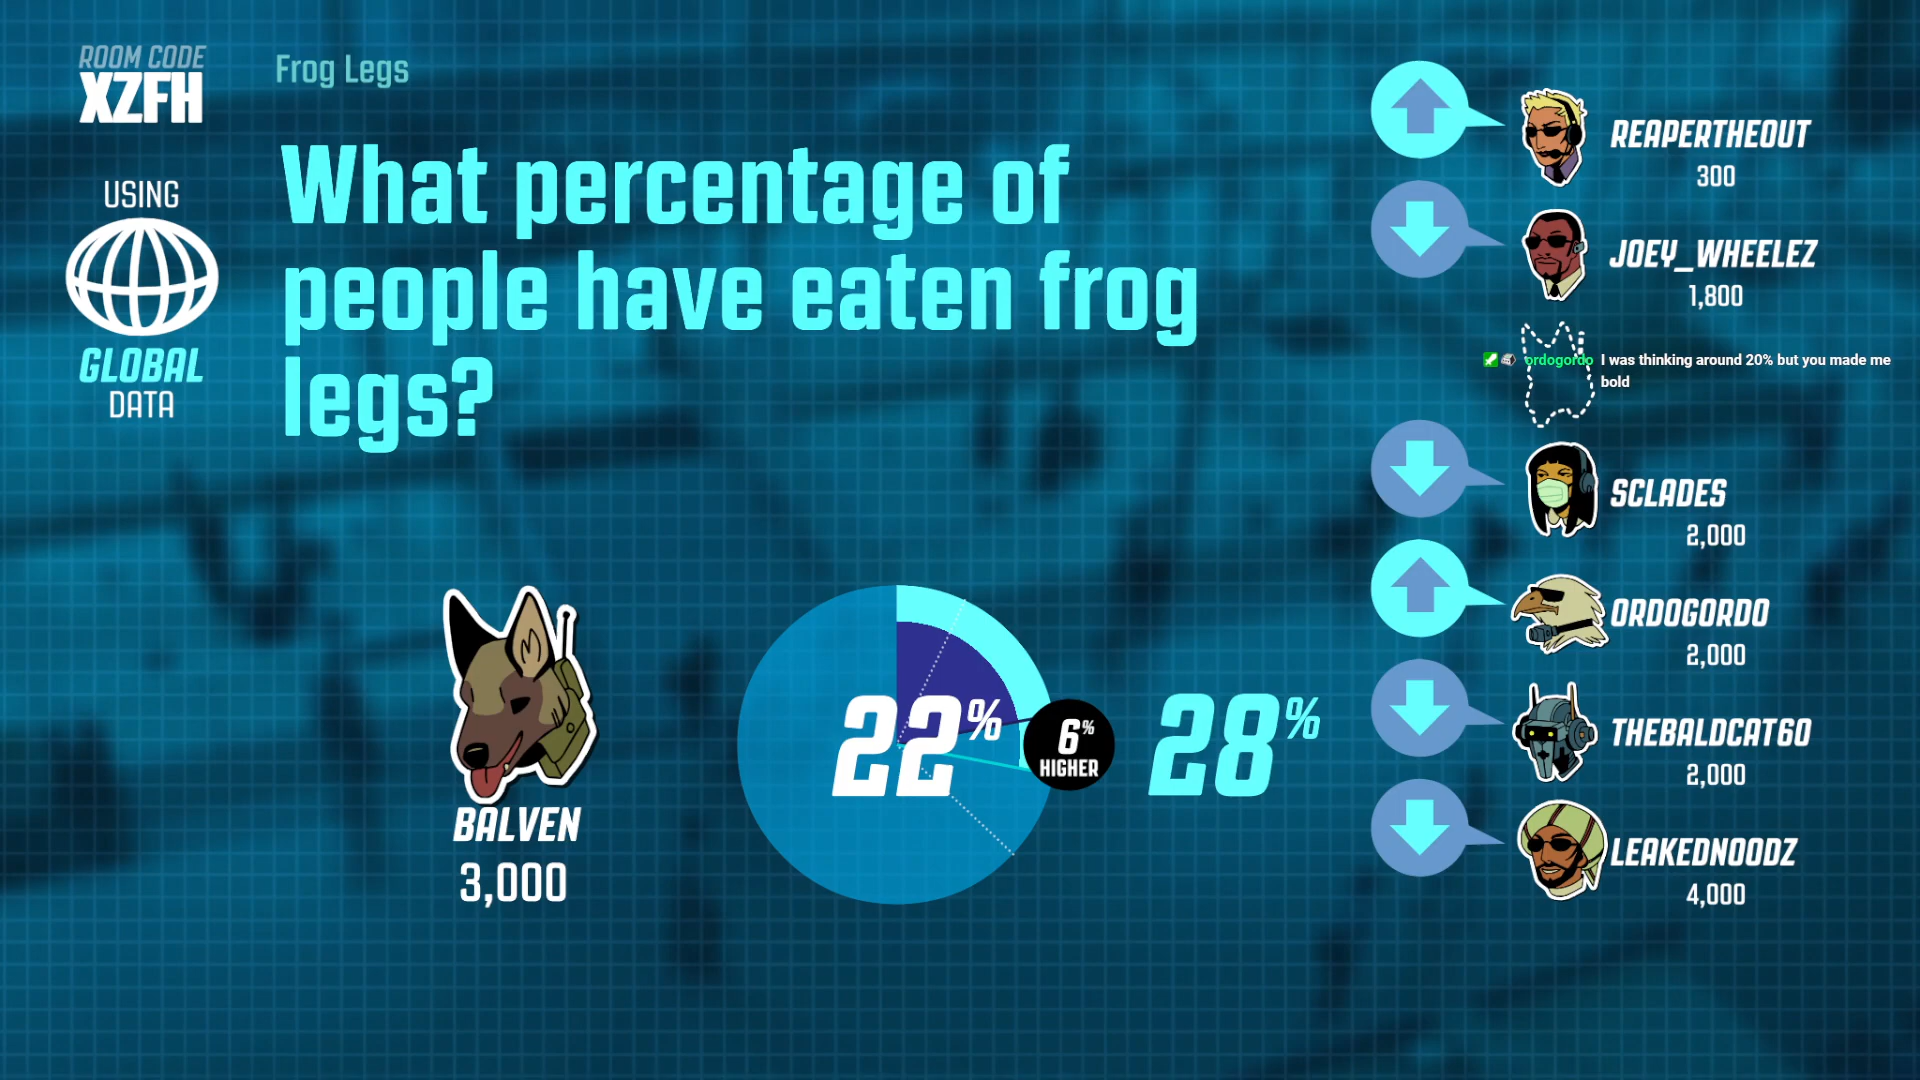 ROOM CODE
XZFH
USING
GLOBAL
DATA
Frog Legs
What percentage of
people have eaten frog
legs?
BALVEN
3,000
22%
6%
HIGHER
28%
REAPERTHEOUT
300
JOEY_WHEELEZ
1,800
ordogordo I was thinking around 20% but you made me
bold
SCLADES
2,000
ORDOGORDO
2,000
THEBALDCAT60
2,000
LEAKEDNOODZ
4,000